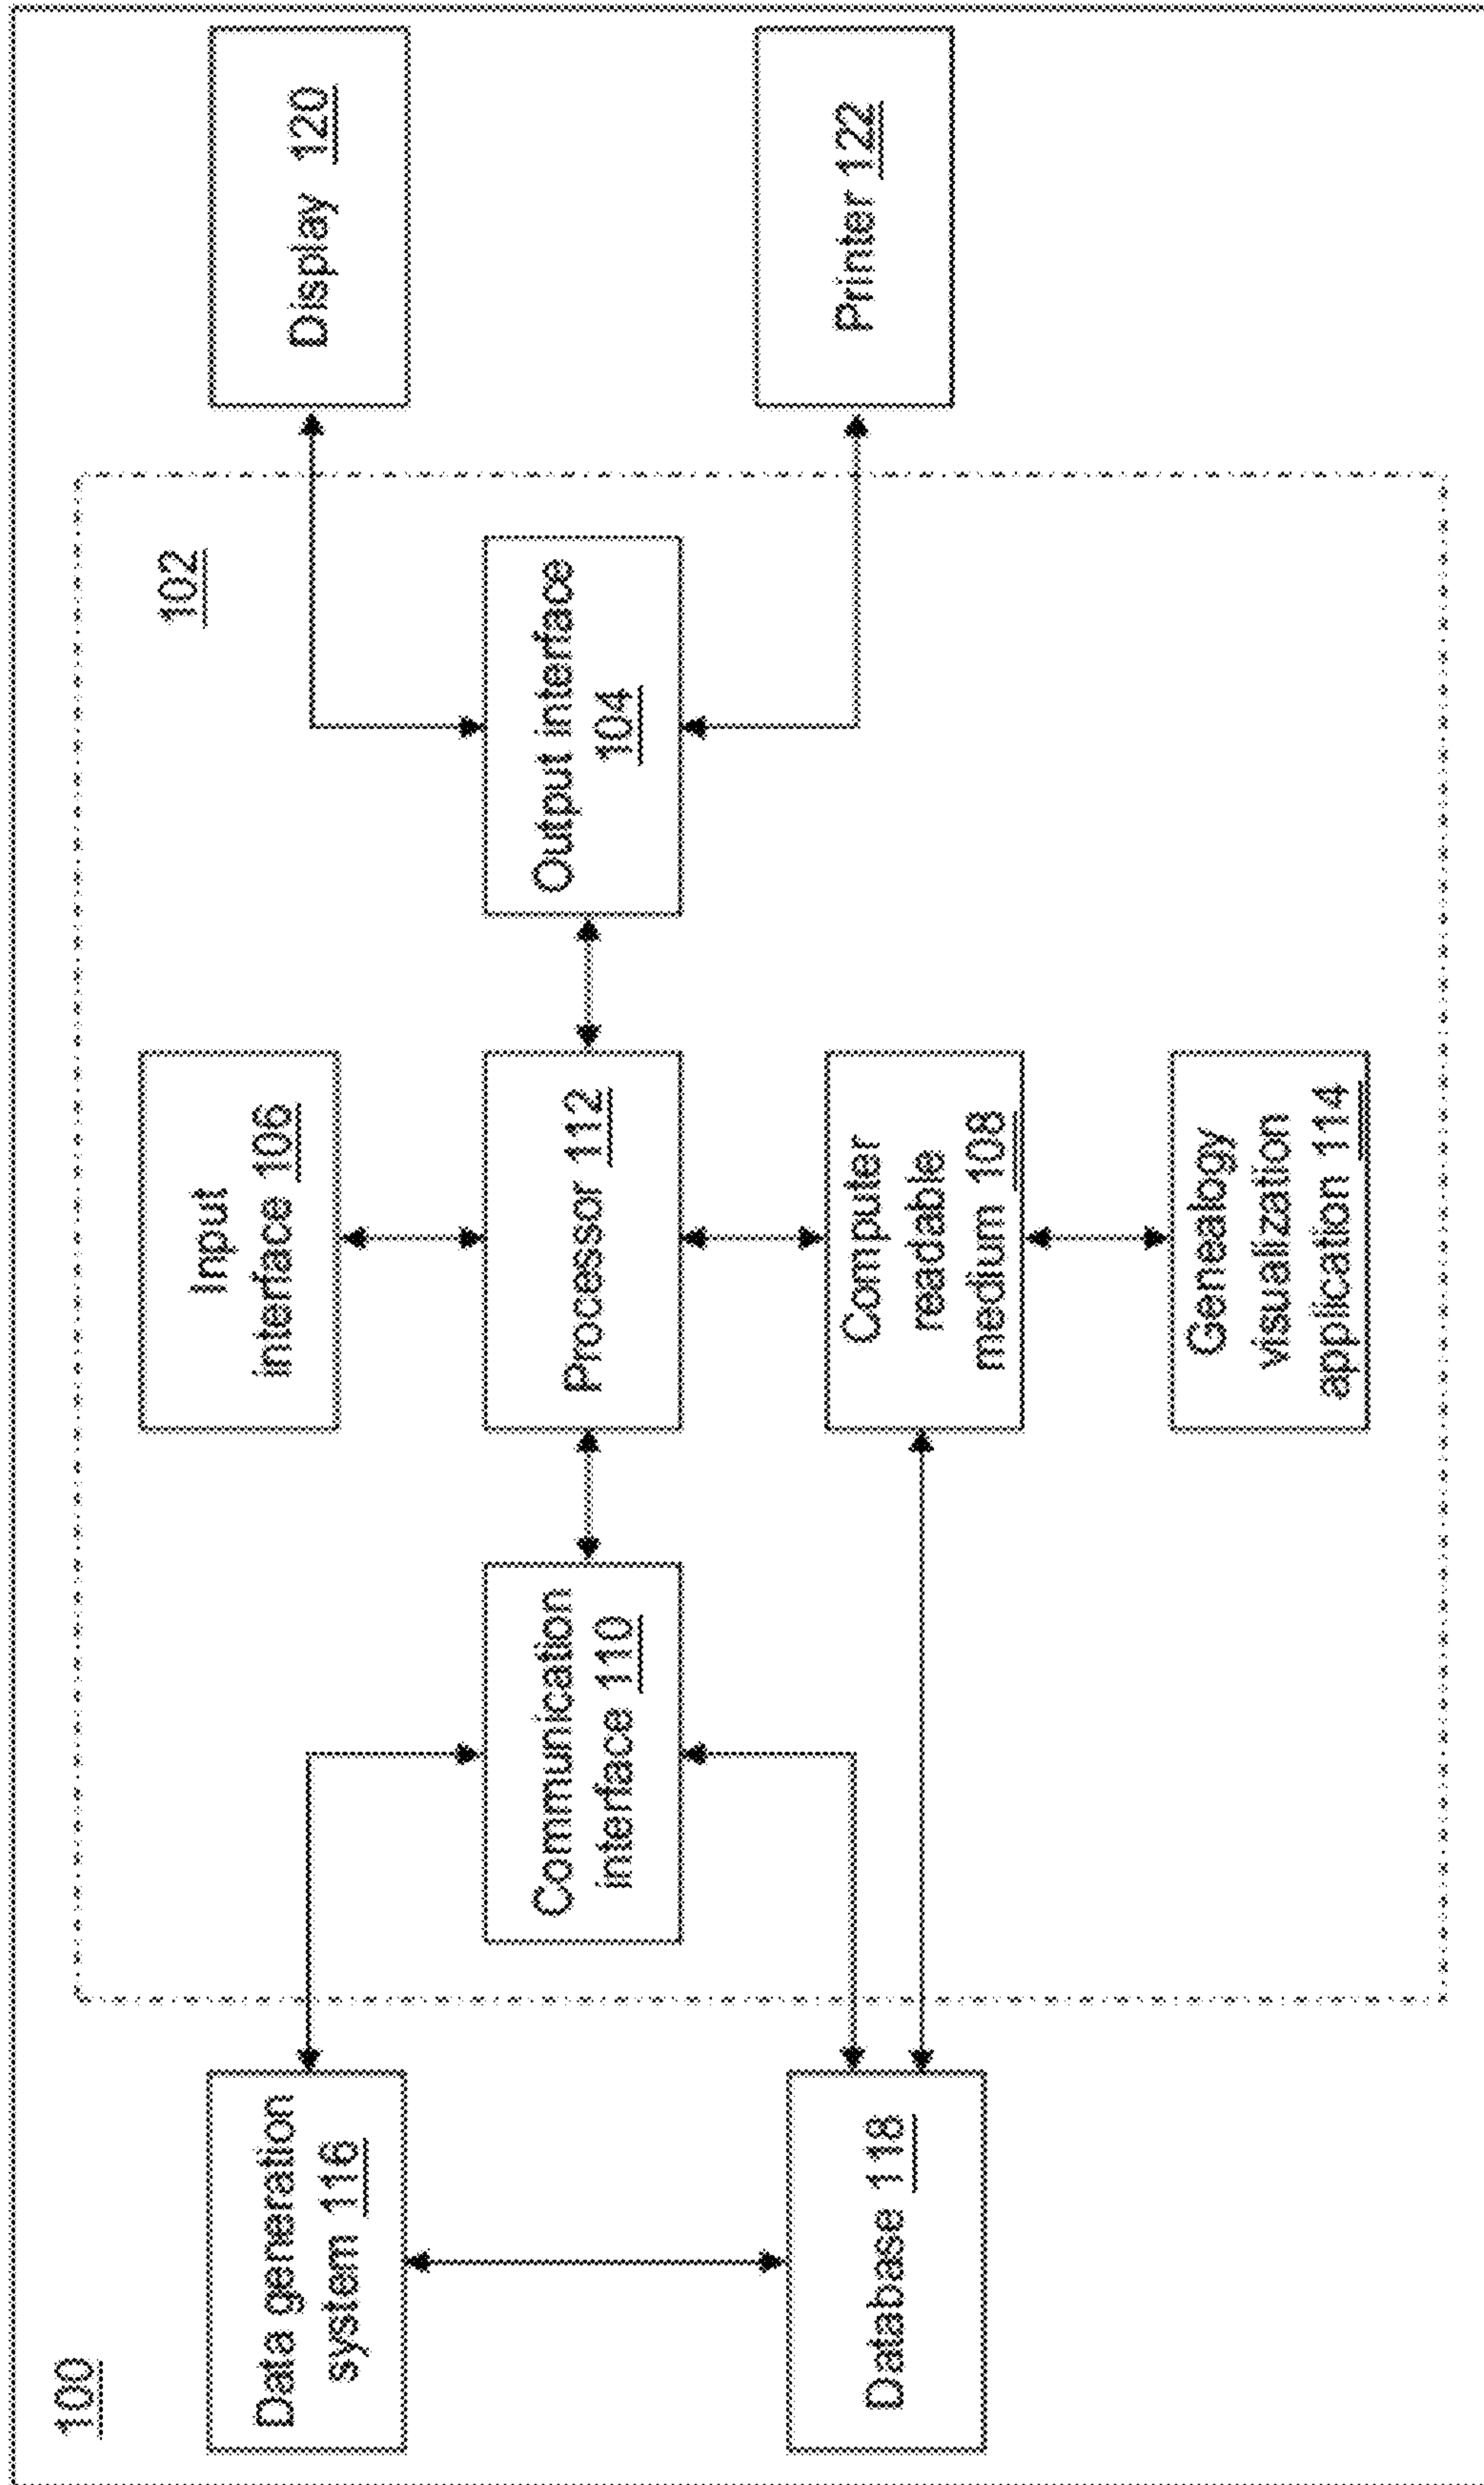 100
Data generation
system 116
Database 118
Communication
interface 110
Input
interface 106
Processor 112
Computer
readable
medium 108
Genealogy
visualization
application 114
102
Output interface
104
Display 120
Printer 122